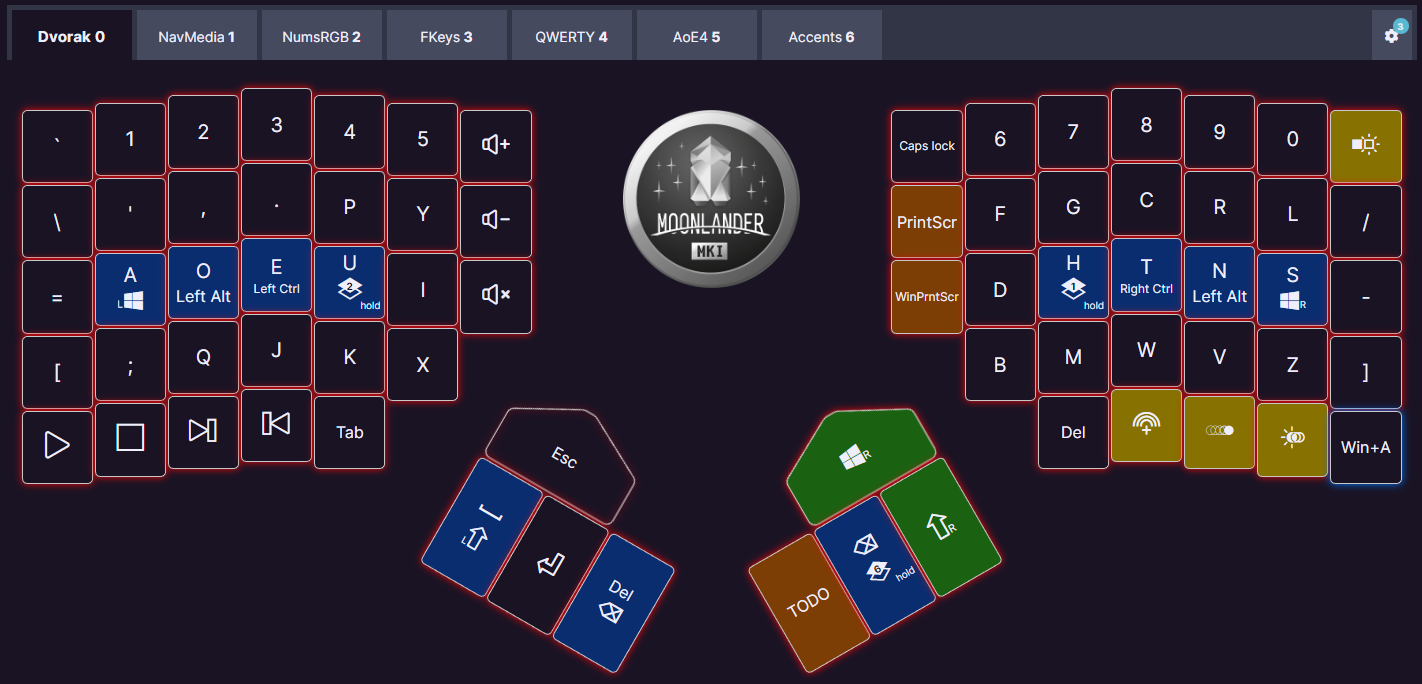 Dvorak 0
NavMedia 1
NumsRGB 2
FKeys 3
QWERTY 4
AoE4 5
Accents 6
3
` 1 2 3 4 5
\ ' , . P Y
=
A
L
O
Left Alt
E
Left Ctrl
U
2
hold
I
[ ; Q J K X
Tab
Esc
L
Del
MOONLANDER
MKI
Caps lock
6 7 8 9 0
PrintScr
F G C R L /
WinPrntScr
D
H
1
hold
T
Right Ctrl
N
Left Alt
S
R
-
B M W V Z ]
Del
Win+A
R
R
6
hold
TODO